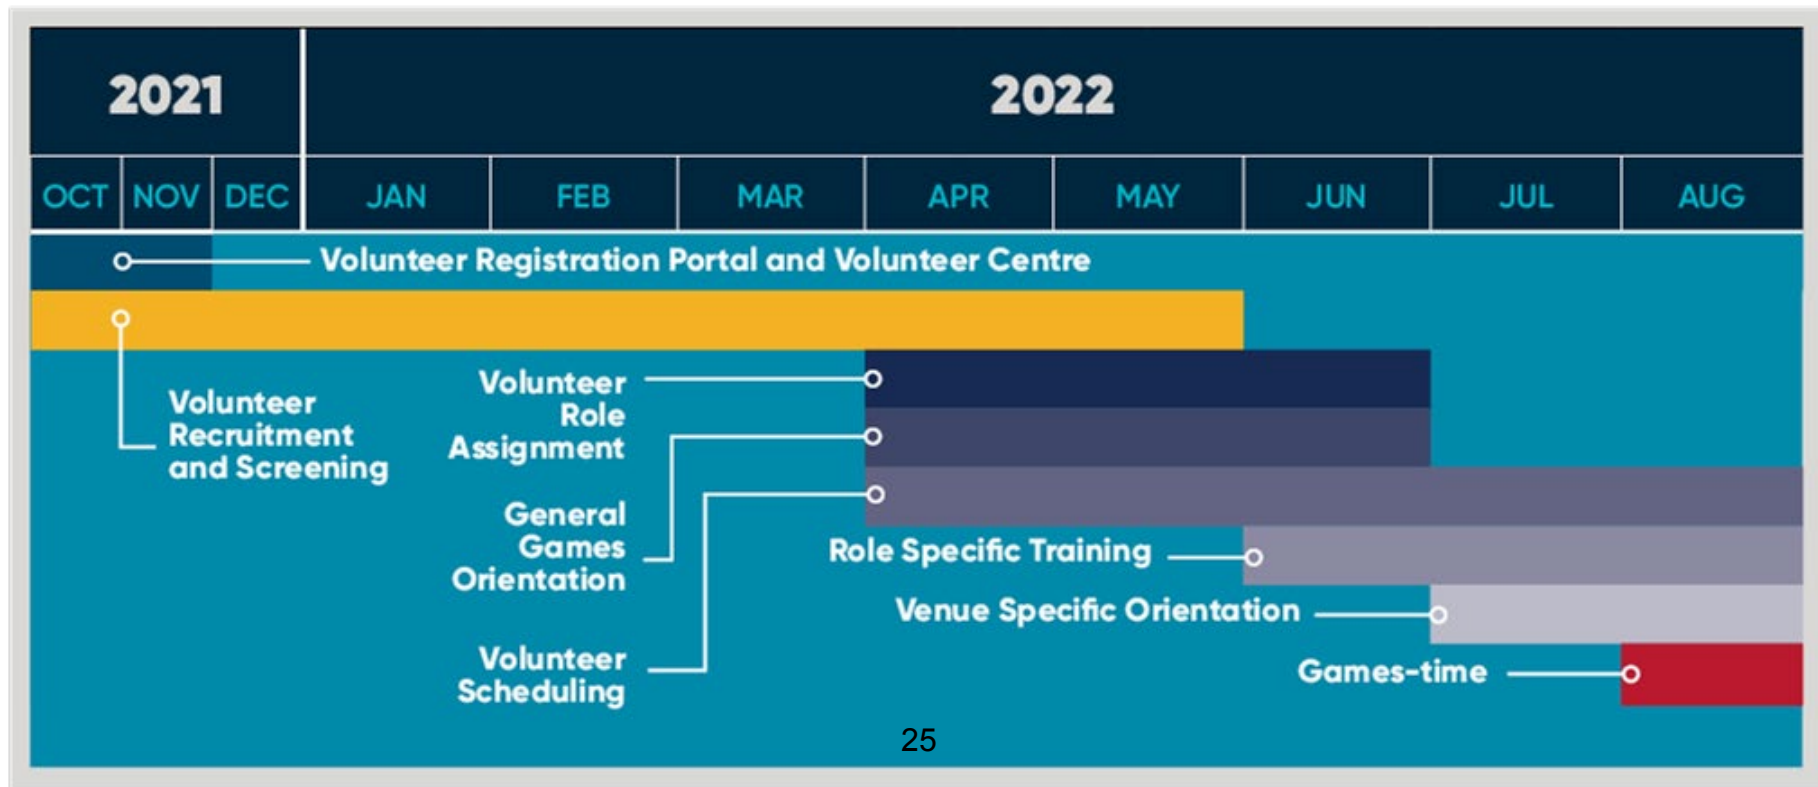 2021
2022
OCT NOV DEC JAN FEB MAR APR MAY JUN JUL AUG
Volunteer Registration Portal and Volunteer Centre
Volunteer
Recruitment
and Screening
Volunteer
Role
Assignment
General
Games
Orientation
Volunteer
Scheduling
Role Specific Training
Venue Specific Orientation
Games-time
25